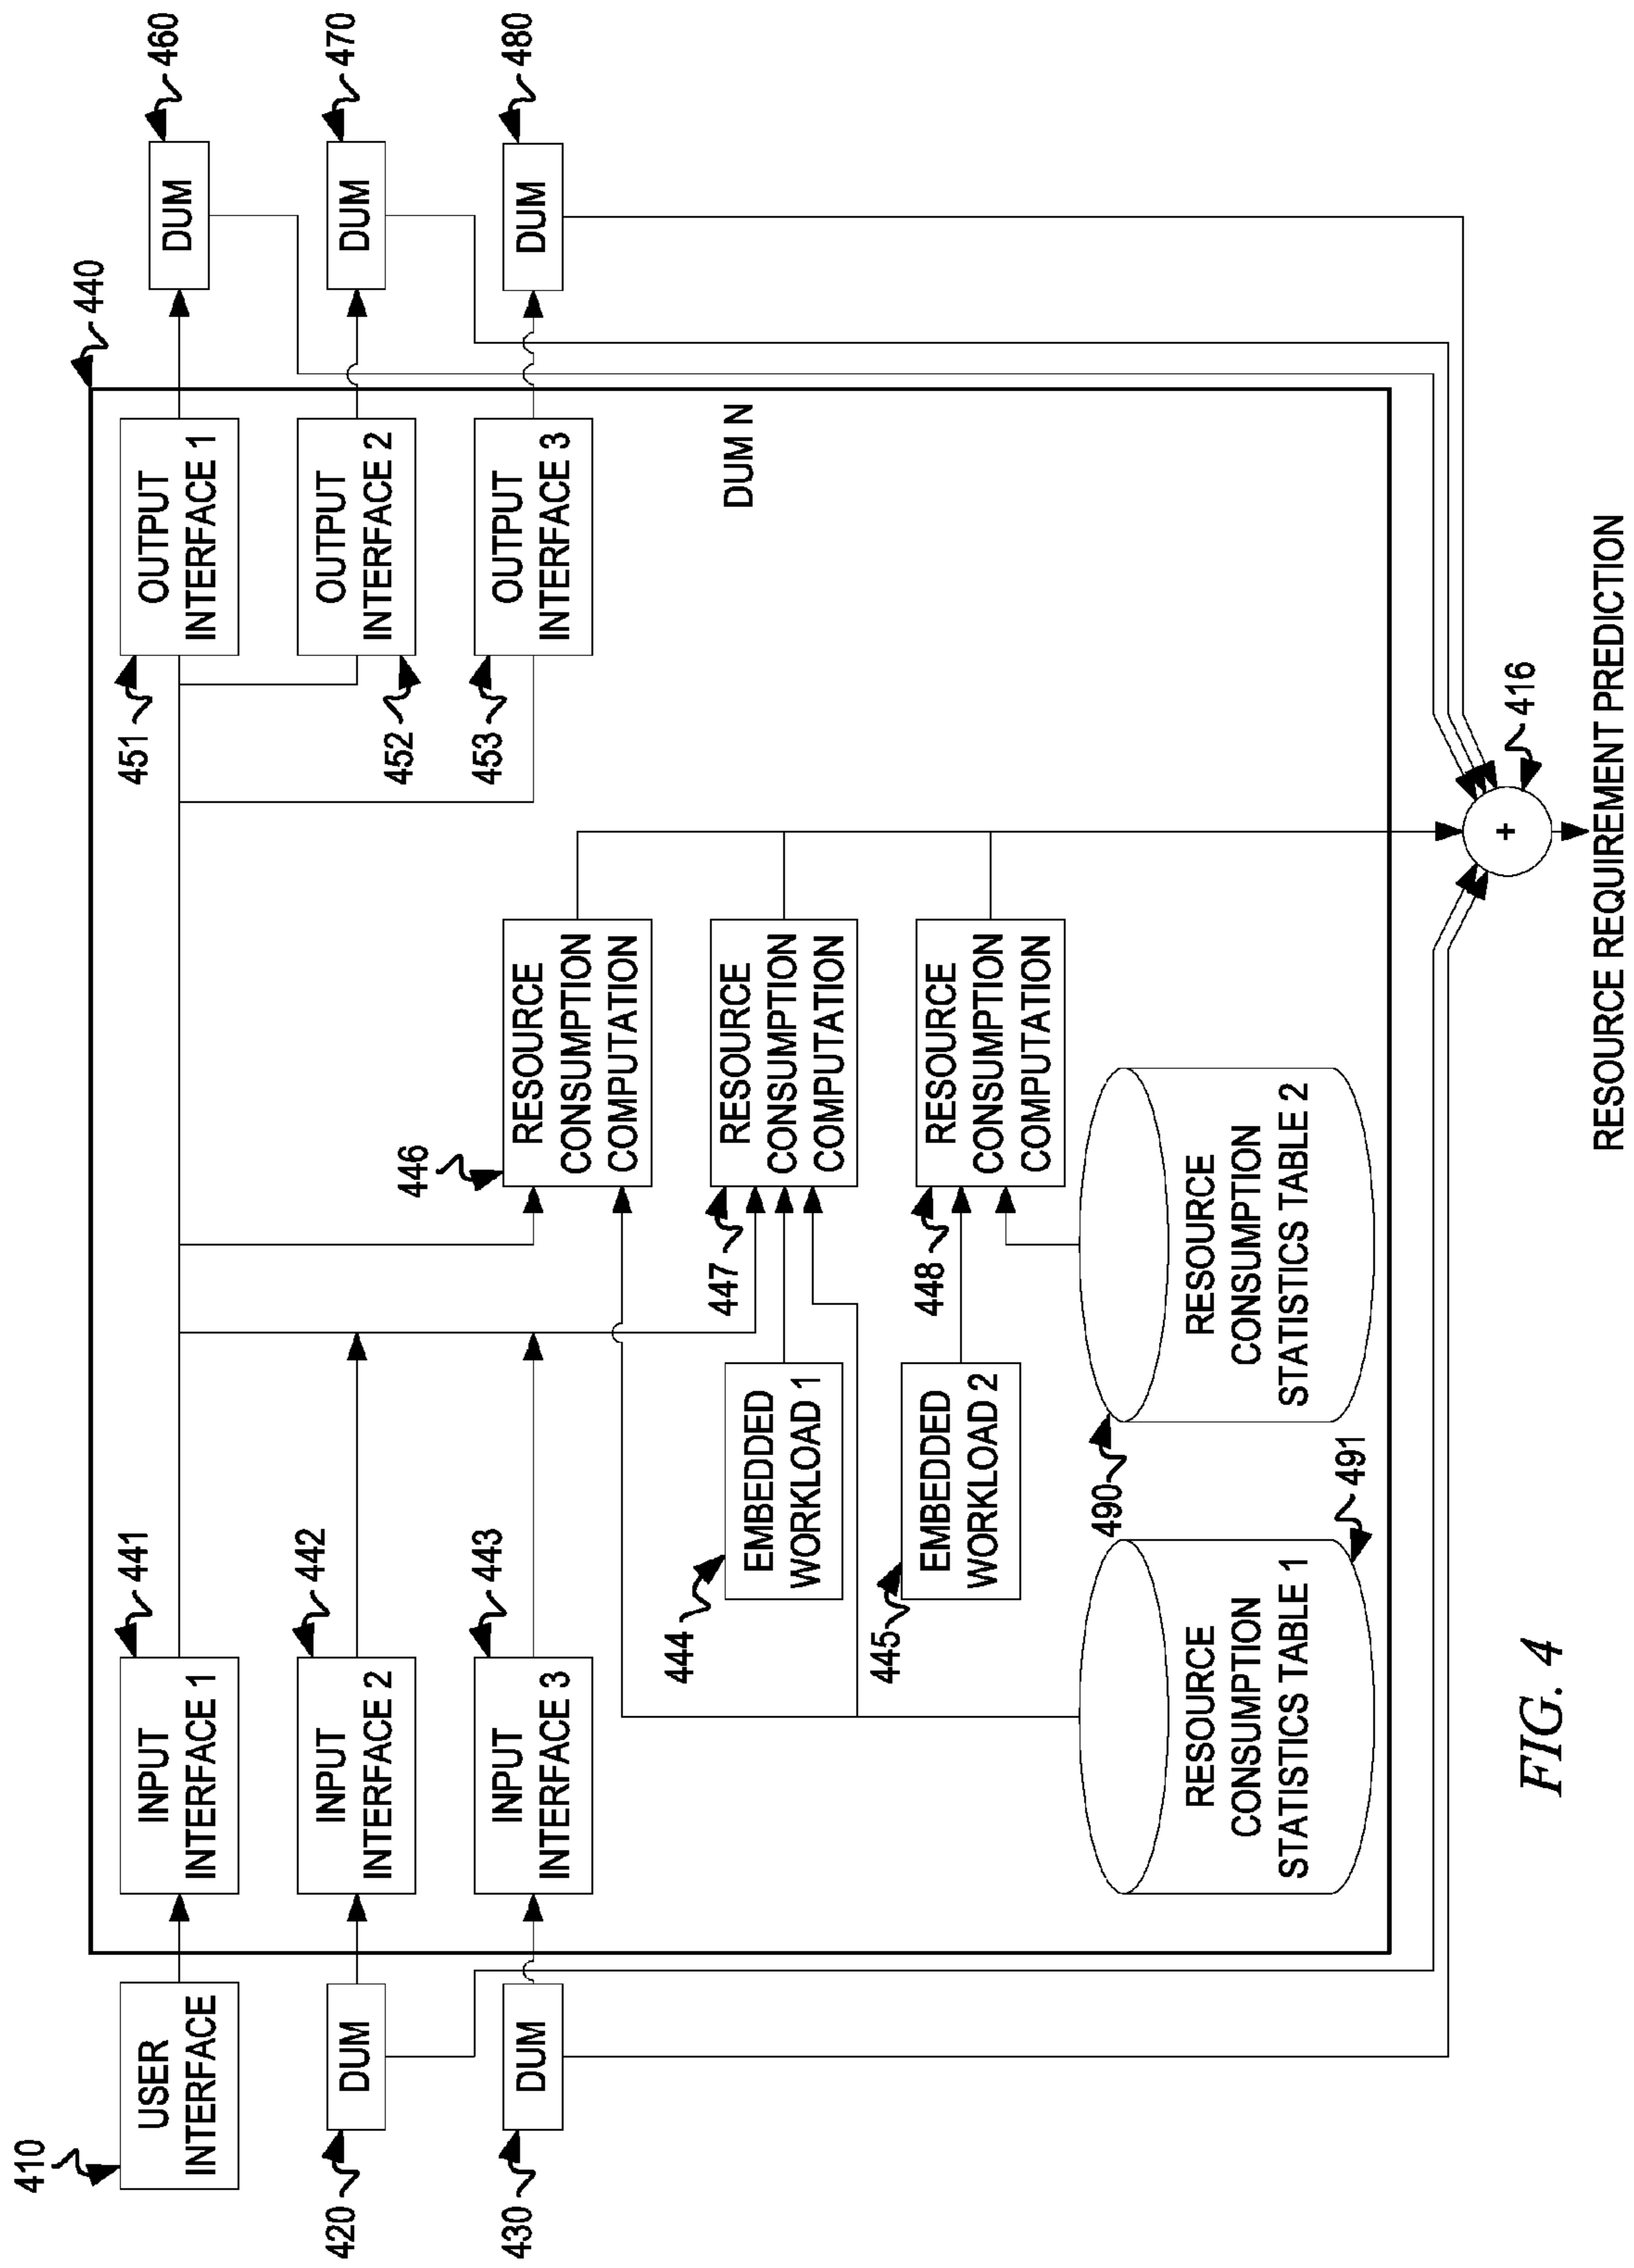 410
USER
INTERFACE
420
DUM
430
DUM
INPUT
INTERFACE 1
441
INPUT
INTERFACE 2
442
INPUT
INTERFACE 3
443
444
EMBEDDED
WORKLOAD 1
445
EMBEDDED
WORKLOAD 2
RESOURCE
CONSUMPTION
STATISTICS TABLE 1
491
490
RESOURCE
CONSUMPTION
STATISTICS TABLE 2
446
RESOURCE
CONSUMPTION
COMPUTATION
447
RESOURCE
CONSUMPTION
COMPUTATION
448
RESOURCE
CONSUMPTION
COMPUTATION
451
OUTPUT
INTERFACE 1
452
OUTPUT
INTERFACE 2
453
OUTPUT
INTERFACE 3
DUM N
440
DUM
460
DUM
470
DUM
480
+
416
RESOURCE REQUIREMENT PREDICTION
FIG. 4